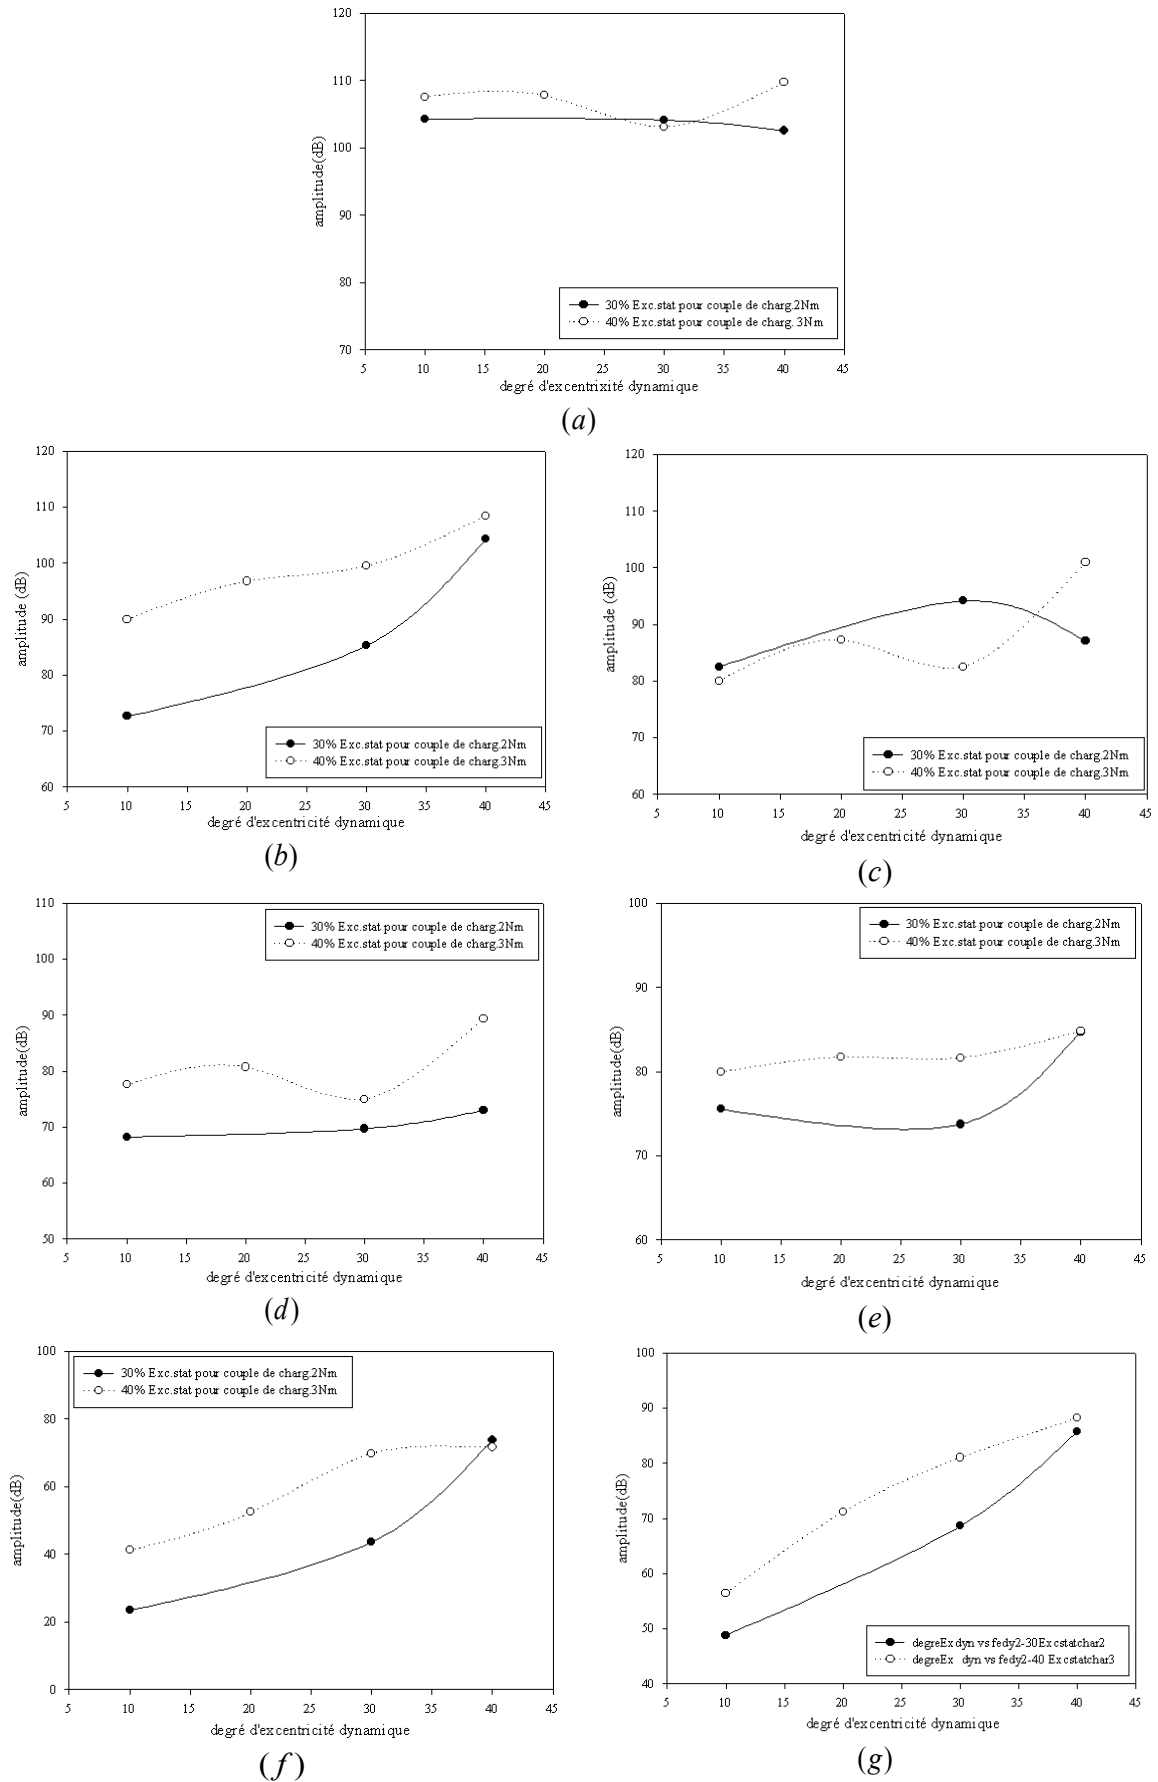 120
110
100
90
80
70
amplitude(dB)
30% Exc.stat pour couple de charg.2Nm
40% Exc.stat pour couple de charg. 3Nm
5 10 15 20 25 30 35 40 45
degré d'excentrixité dynamique
(a)
120
110
100
90
80
70
60
amplitude (dB)
30% Exc.stat pour couple de charg.2Nm
40% Exc.stat pour couple de charg.3Nm
5 10 15 20 25 30 35 40 45
degré d'excentricité dynamique
(b)
120
110
100
90
80
70
60
amplitude (dB)
30% Exc.stat pour couple de charg.2Nm
40% Exc.stat pour couple de charg.3Nm
5 10 15 20 25 30 35 40 45
degré d'excentricité dynamique
(c)
110
100
90
80
70
60
50
amplitude(dB)
30% Exc.stat pour couple de charg.2Nm
40% Exc.stat pour couple de charg.3Nm
5 10 15 20 25 30 35 40 45
degré d'excentricité dynamique
(d)
100
90
80
70
60
amplitude(dB)
30% Exc.stat pour couple de charg.2Nm
40% Exc.stat pour couple de charg.3Nm
5 10 15 20 25 30 35 40 45
degré d'excentricité dynamique
(e)
100
80
60
40
20
0
amplitude(dB)
30% Exc.stat pour couple de charg.2Nm
40% Exc.stat pour couple de charg.3Nm
5 10 15 20 25 30 35 40 45
degré d'excentricité dynamique
(f)
100
90
80
70
60
50
40
amplitude(dB)
degreEx dyn vs fedy2-30Excstatchar2
degreEx dyn vs fedy2-40 Excstatchar3
5 10 15 20 25 30 35 40 45
degré d'excentricité dynamique
(g)